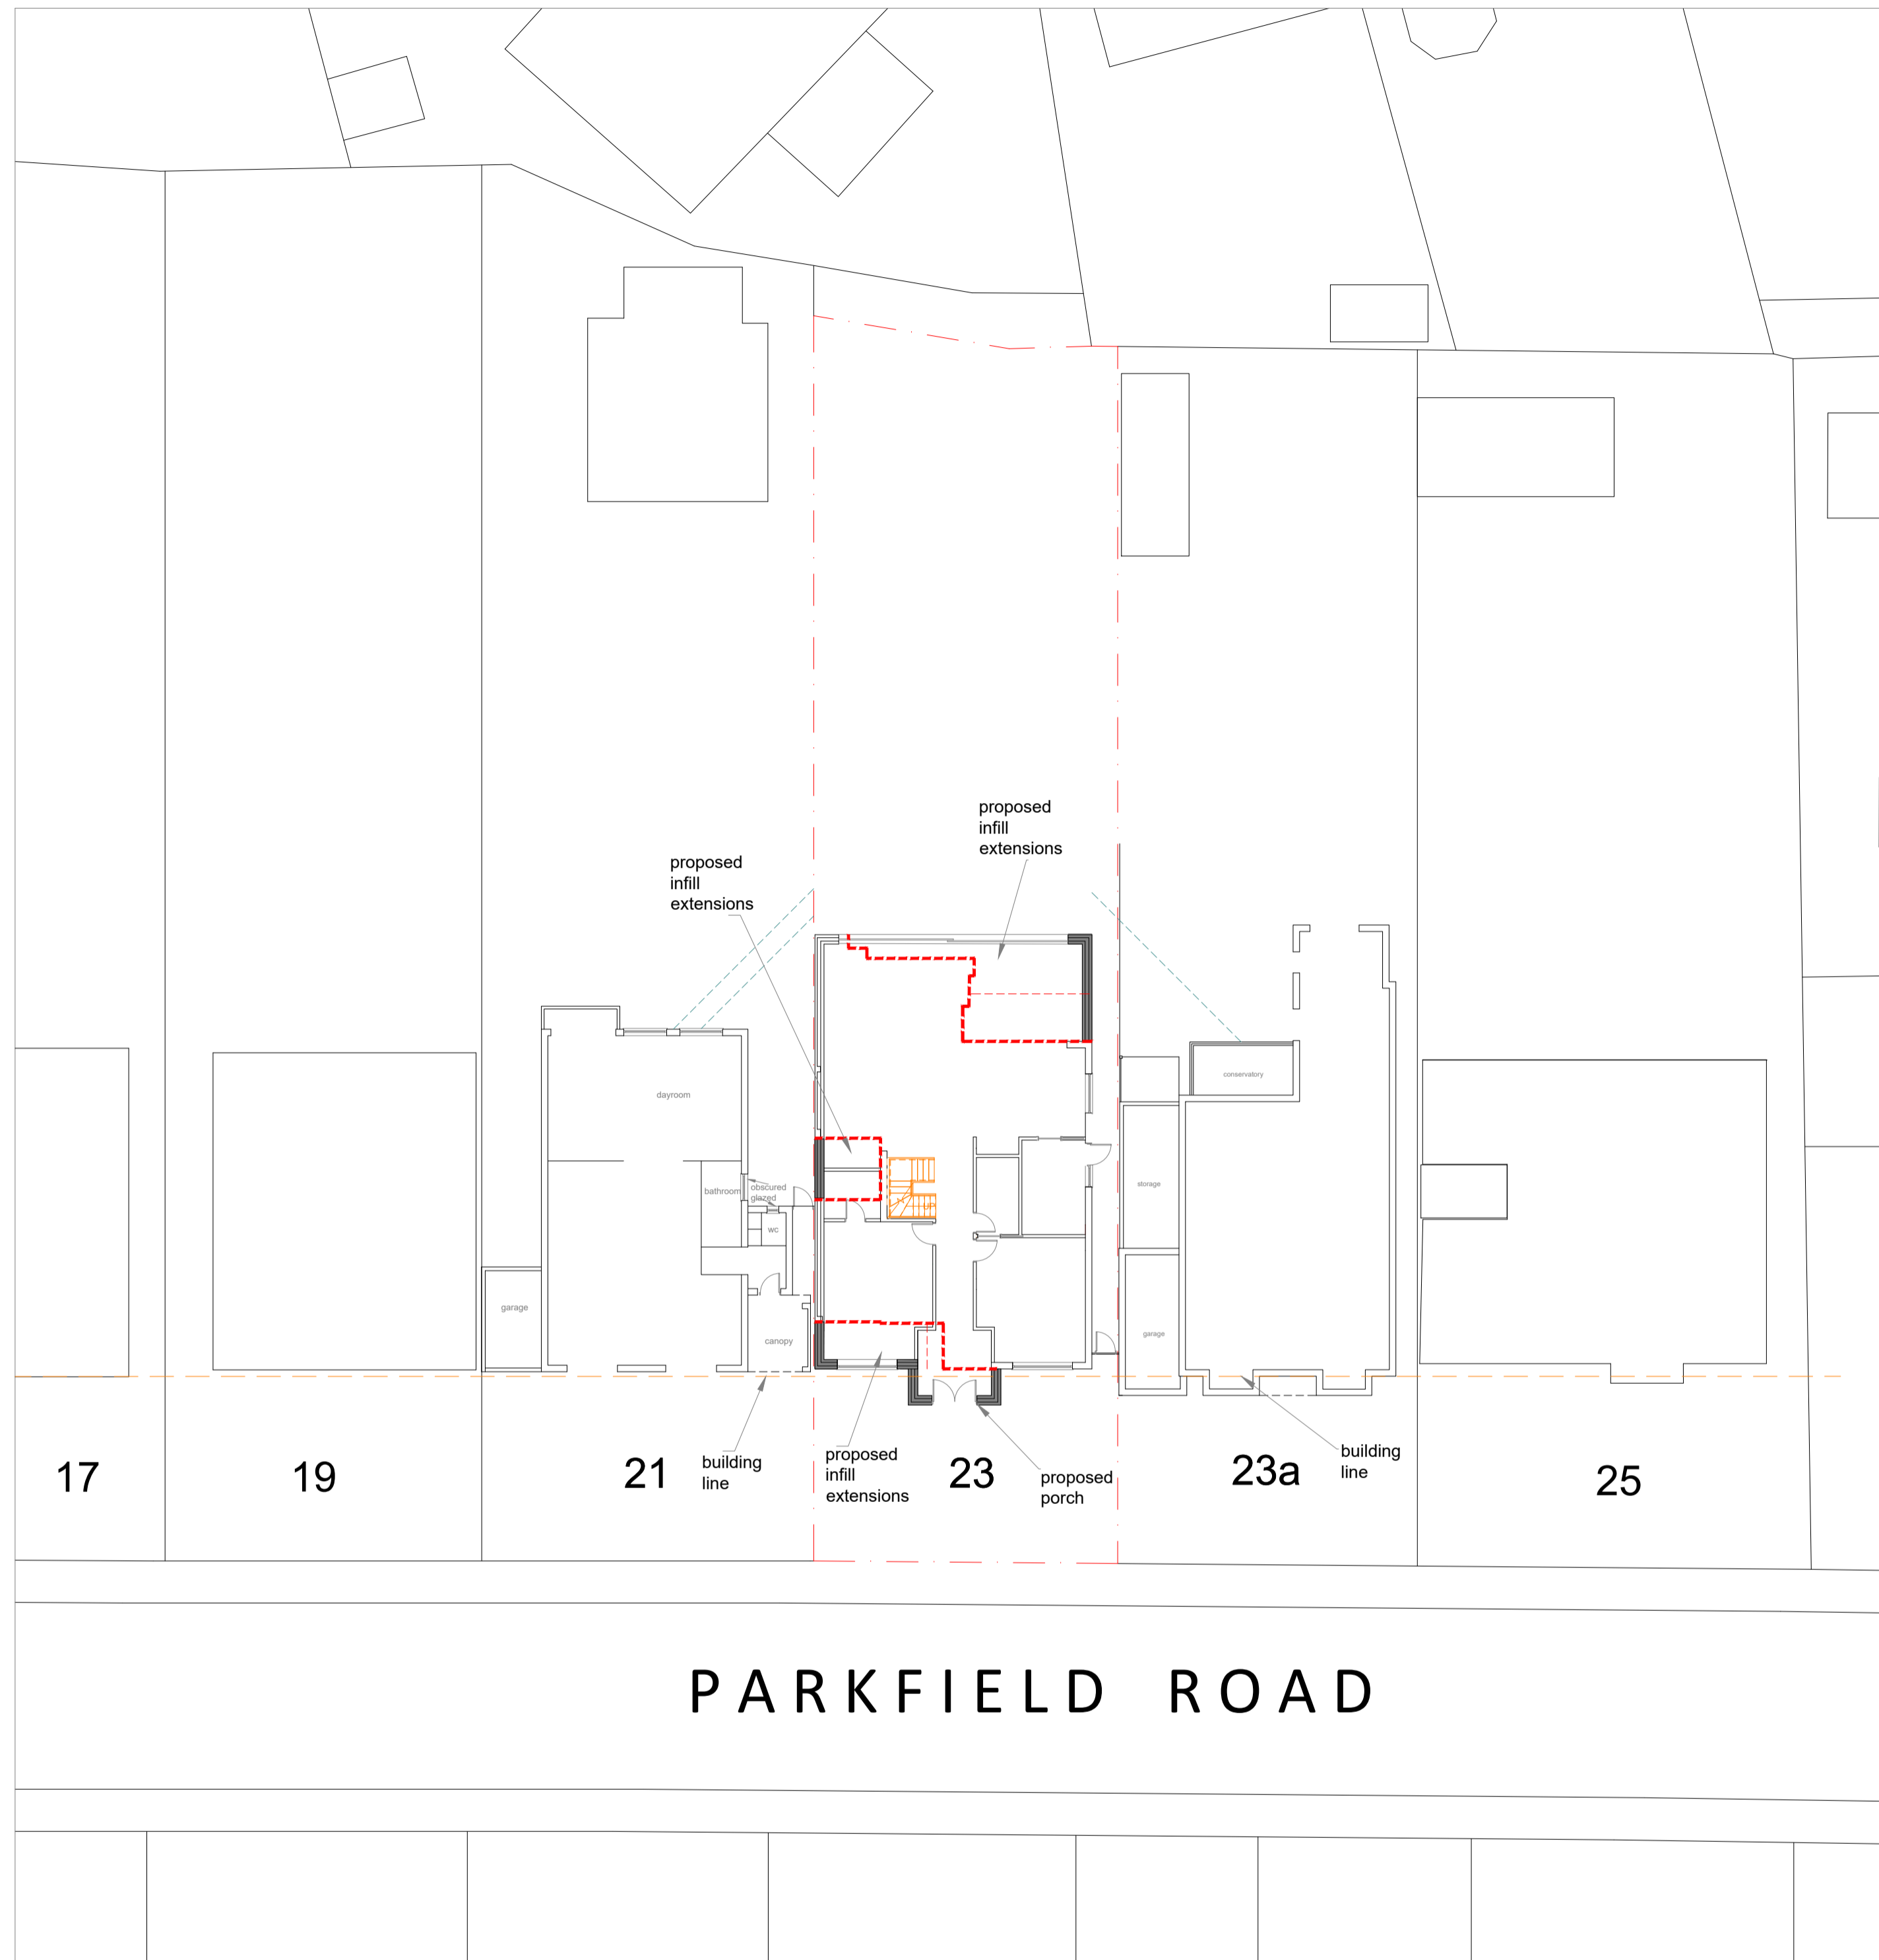 proposed
infill
extensions
proposed
infill
extensions
dayroom
conservatory
bathroom
obscured
glazed
storage
UP
wc
garage
canopy
garage
17
19
21
building
line
proposed
infill
extensions
23
proposed
porch
23a
building
line
25
PARKFIELD ROAD